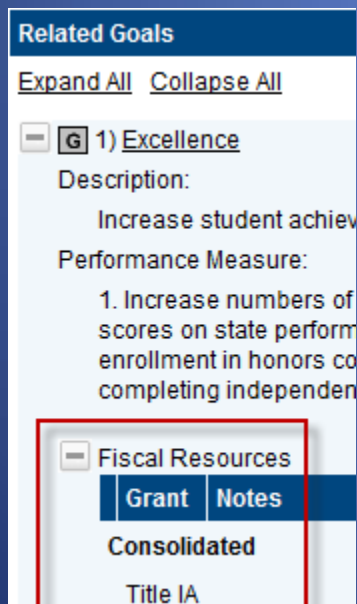 Related Goals
Expand All Collapse All
G 1) Excellence
Description:
Increase student achiev
Performance Measure:
1. Increase numbers of
scores on state perform
enrollment in honors co
completing independen
Fiscal Resources
Grant Notes
Consolidated
Title IA